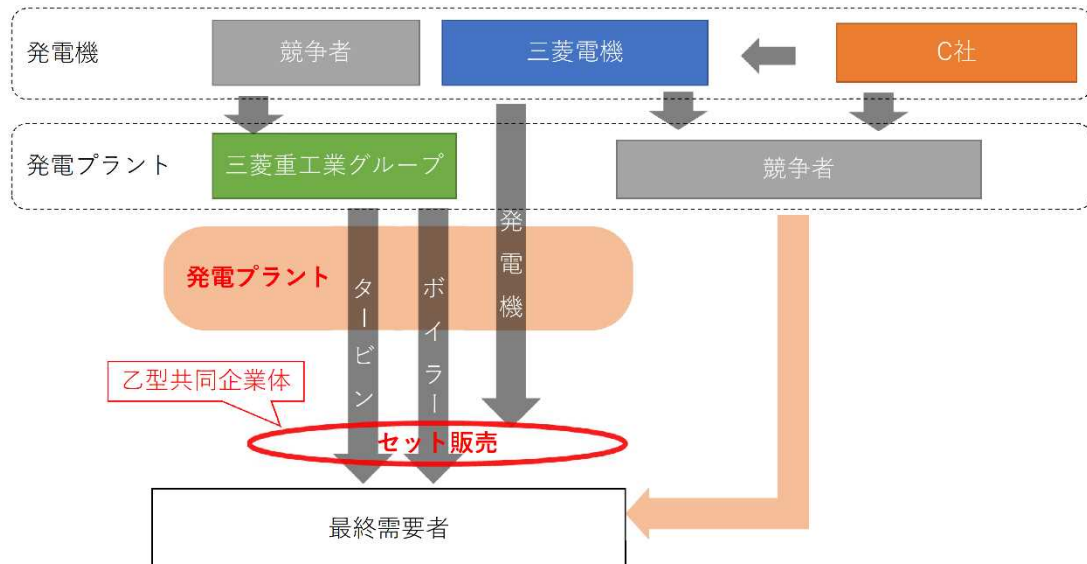 発電機
競争者
三菱電機
C社
発電プラント
三菱重工業グループ
競争者
発電プラント
タービン
ボイラー
発電機
乙型共同企業体
セット販売
最終需要者